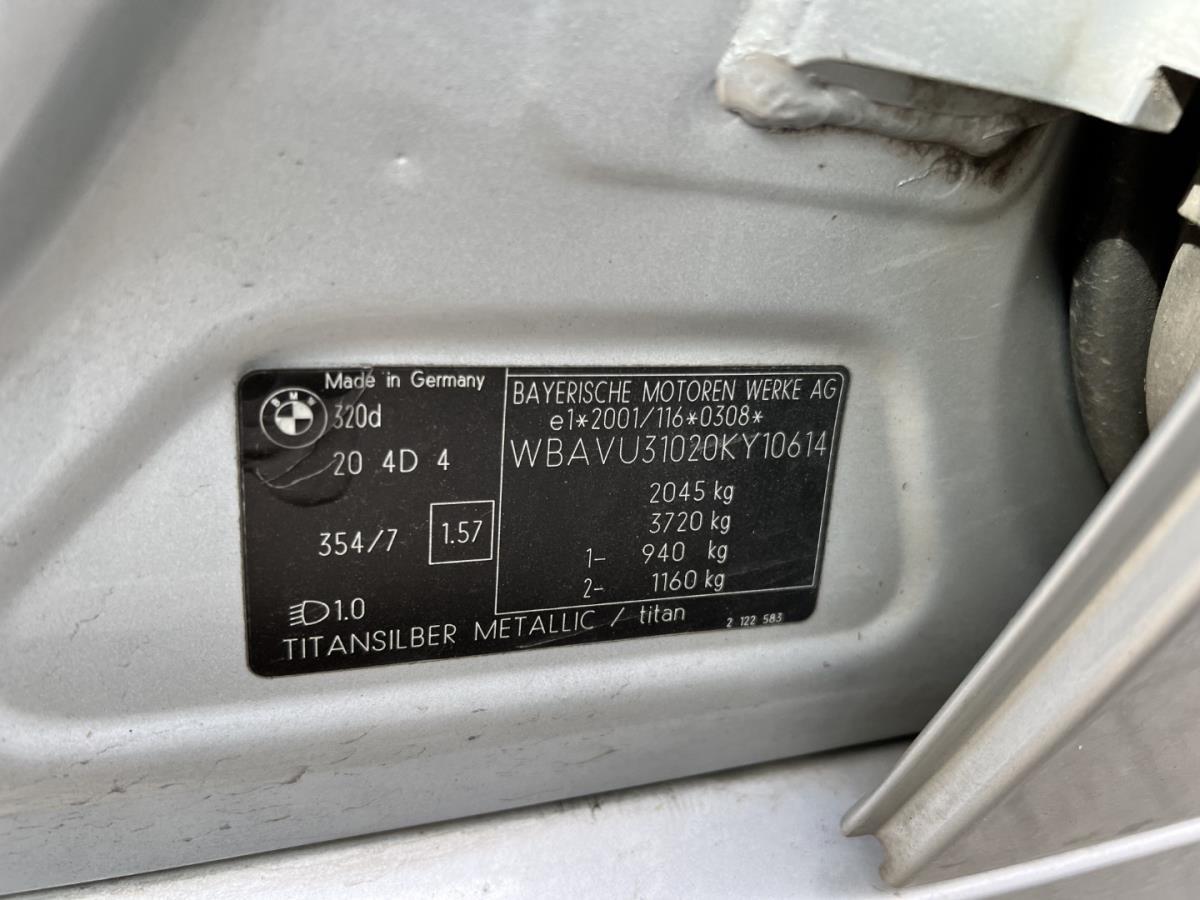 Made in Germany
BMW
320d
20 4D 4
354/7
1.57
1.0
TITANSILBER METALLIC / titan
BAYERISCHE MOTOREN WERKE AG
e1*2001/116*0308*
WBAVU31020KY10614
2045 kg
3720 kg
1- 940 kg
2- 1160 kg
2 122 583